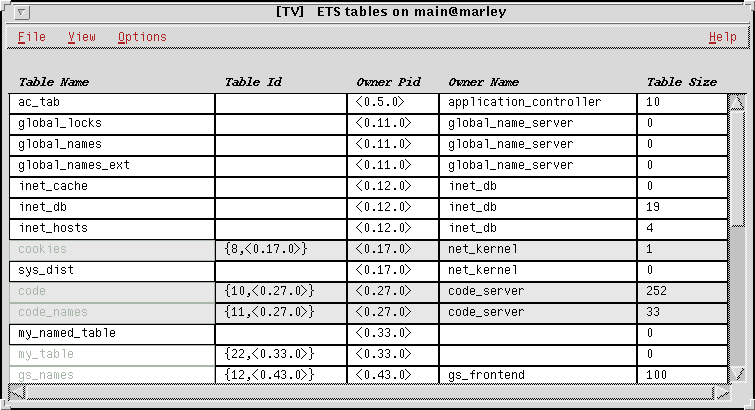 [TV] ETS tables on main@marley
File View Options Help
Table Name Table Id Owner Pid Owner Name Table Size
ac_tab <0.5.0> application_controller 10
global_locks <0.11.0> global_name_server 0
global_names <0.11.0> global_name_server 0
global_names_ext <0.11.0> global_name_server 0
inet_cache <0.12.0> inet_db 0
inet_db <0.12.0> inet_db 19
inet_hosts <0.12.0> inet_db 4
cookies {8,<0.17.0>} <0.17.0> net_kernel 1
sys_dist <0.17.0> net_kernel 0
code {10,<0.27.0>} <0.27.0> code_server 252
code_names {11,<0.27.0>} <0.27.0> code_server 33
my_named_table <0.33.0> 0
my_table {22,<0.33.0>} <0.33.0> 0
gs_names {12,<0.43.0>} <0.43.0> gs_frontend 100